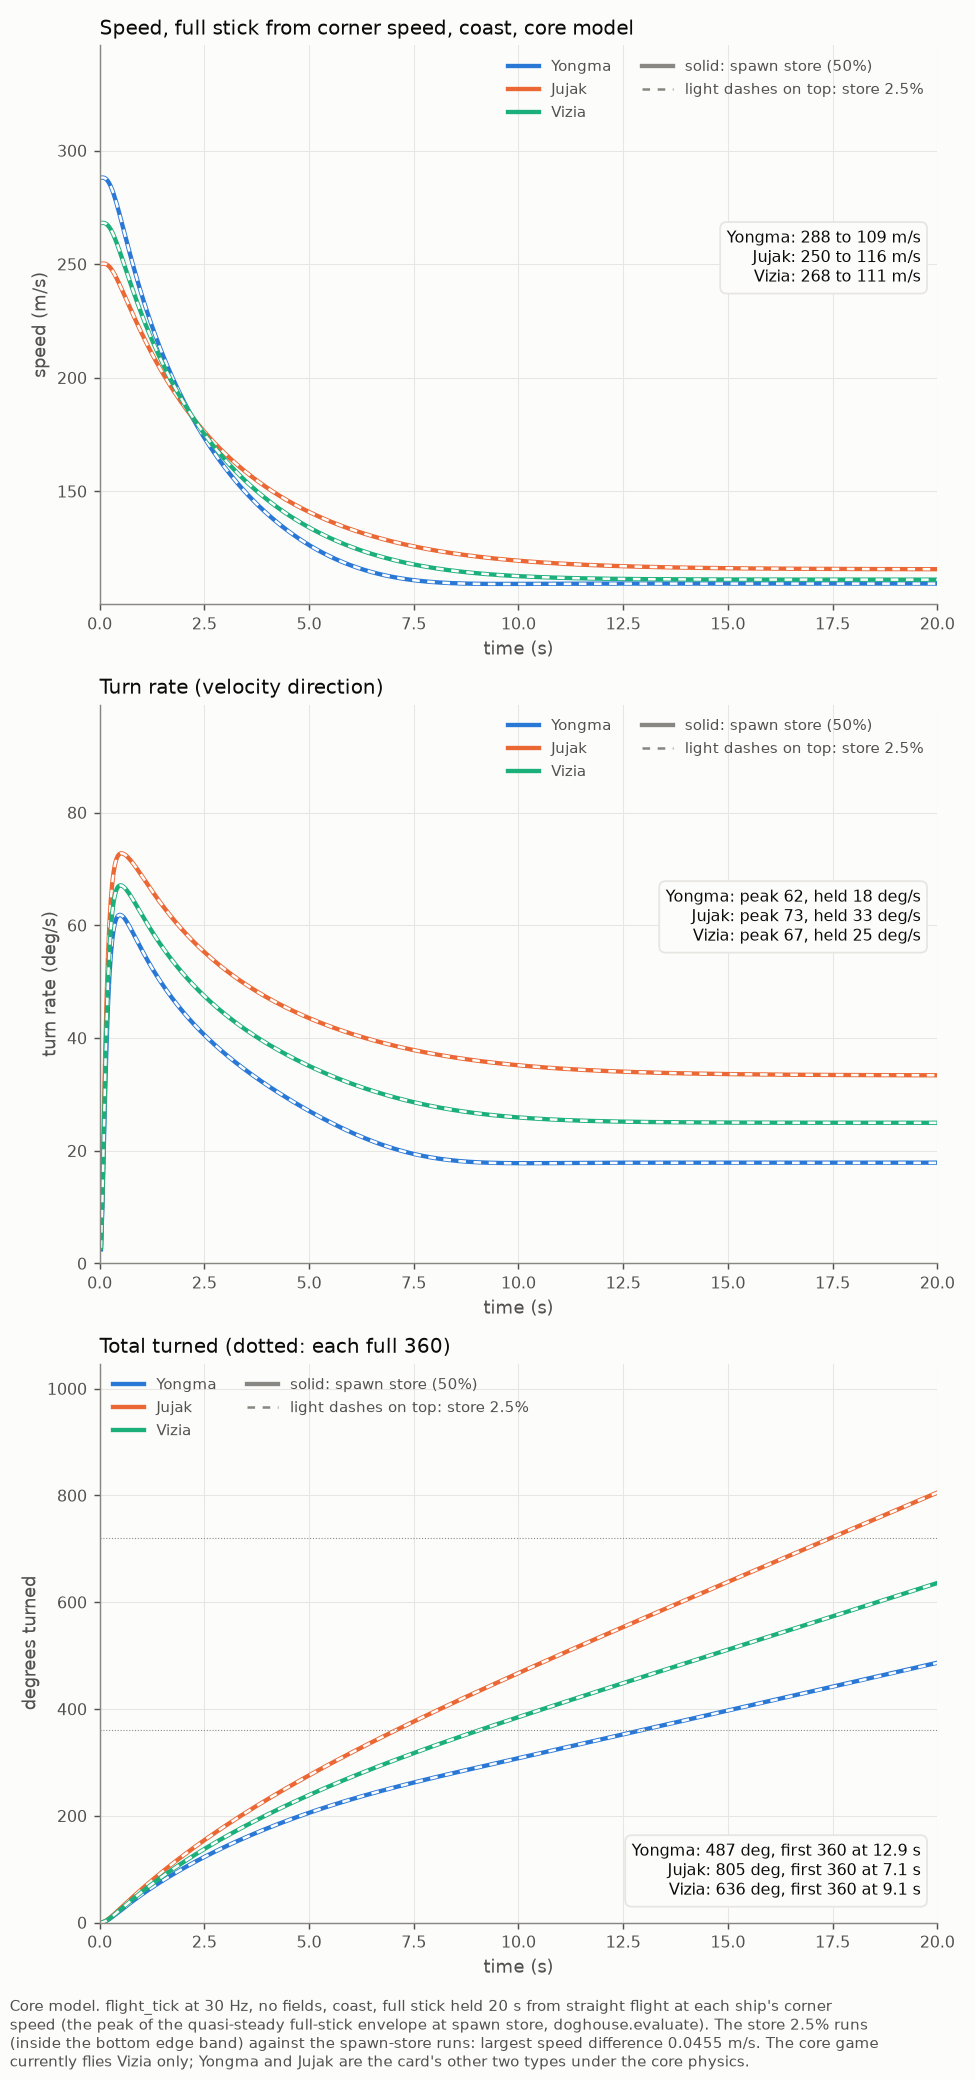 Speed, full stick from corner speed, coast, core model
Yongma
Jujak
Vizia
solid: spawn store (50%)
light dashes on top: store 2.5%
300
250
200
150
speed (m/s)
Yongma: 288 to 109 m/s
Jujak: 250 to 116 m/s
Vizia: 268 to 111 m/s
0.0 2.5 5.0 7.5 10.0 12.5 15.0 17.5 20.0
time (s)
Turn rate (velocity direction)
Yongma
Jujak
Vizia
solid: spawn store (50%)
light dashes on top: store 2.5%
80
60
40
20
0
turn rate (deg/s)
Yongma: peak 62, held 18 deg/s
Jujak: peak 73, held 33 deg/s
Vizia: peak 67, held 25 deg/s
0.0 2.5 5.0 7.5 10.0 12.5 15.0 17.5 20.0
time (s)
Total turned (dotted: each full 360)
Yongma
Jujak
Vizia
solid: spawn store (50%)
light dashes on top: store 2.5%
1000
800
600
400
200
0
degrees turned
Yongma: 487 deg, first 360 at 12.9 s
Jujak: 805 deg, first 360 at 7.1 s
Vizia: 636 deg, first 360 at 9.1 s
0.0 2.5 5.0 7.5 10.0 12.5 15.0 17.5 20.0
time (s)
Core model. flight_tick at 30 Hz, no fields, coast, full stick held 20 s from straight flight at each ship's corner
speed (the peak of the quasi-steady full-stick envelope at spawn store, doghouse.evaluate). The store 2.5% runs
(inside the bottom edge band) against the spawn-store runs: largest speed difference 0.0455 m/s. The core game
currently flies Vizia only; Yongma and Jujak are the card's other two types under the core physics.